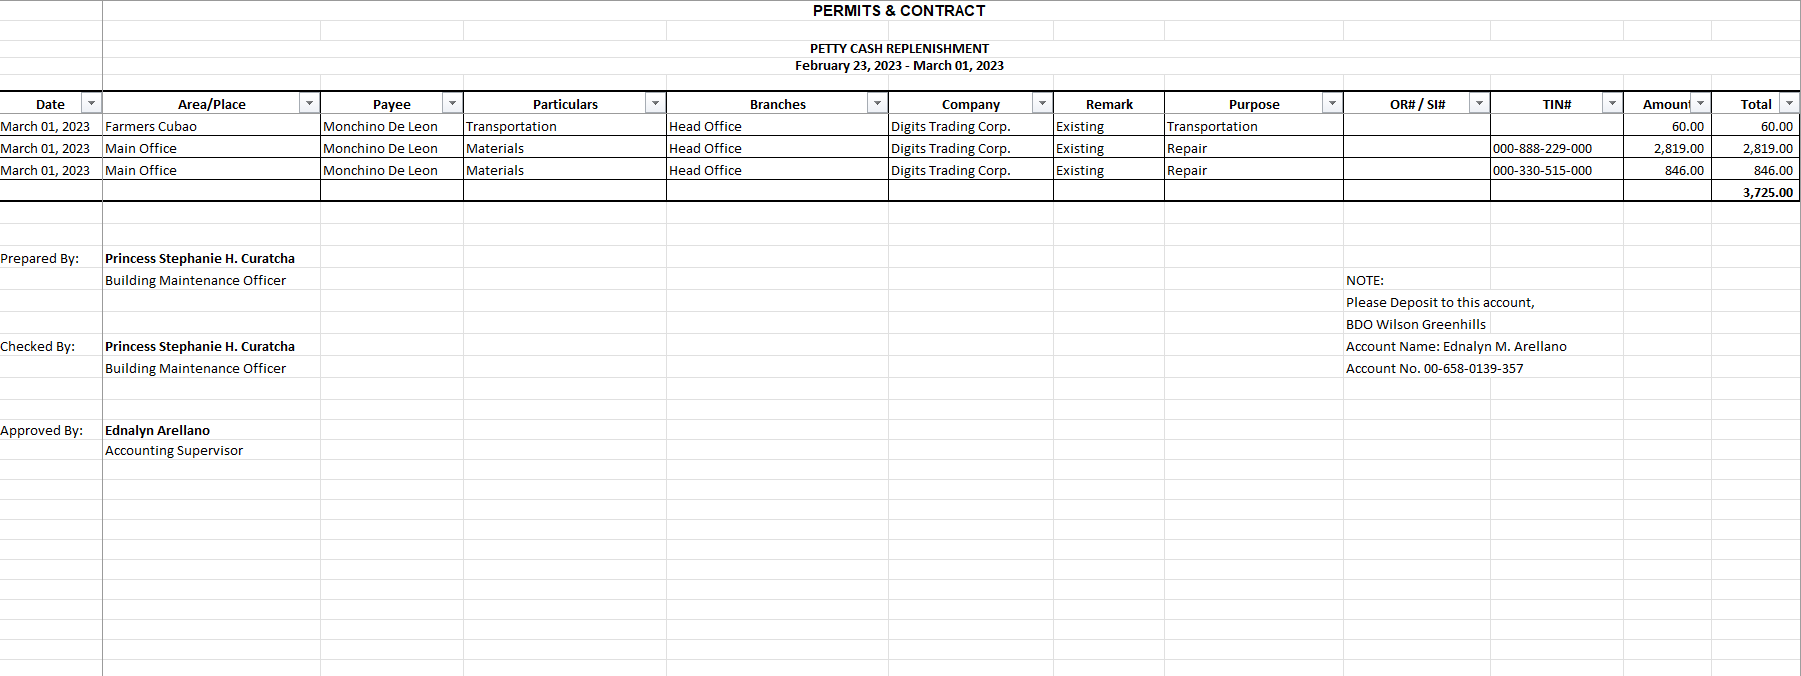 PERMITS & CONTRACT
PETTY CASH REPLENISHMENT
February 23, 2023 - March 01, 2023
Date Area/Place Payee Particulars Branches Company Remark Purpose OR# / SI# TIN# Amount Total
March 01, 2023 Farmers Cubao Monchino De Leon Transportation Head Office Digits Trading Corp. Existing Transportation 60.00 60.00
March 01, 2023 Main Office Monchino De Leon Materials Head Office Digits Trading Corp. Existing Repair 000-888-229-000 2,819.00 2,819.00
March 01, 2023 Main Office Monchino De Leon Materials Head Office Digits Trading Corp. Existing Repair 000-330-515-000 846.00 846.00
3,725.00
Prepared By: Princess Stephanie H. Curatcha
Building Maintenance Officer NOTE:
Please Deposit to this account,
BDO Wilson Greenhills
Checked By: Princess Stephanie H. Curatcha Account Name: Ednalyn M. Arellano
Building Maintenance Officer Account No. 00-658-0139-357
Approved By: Ednalyn Arellano
Accounting Supervisor